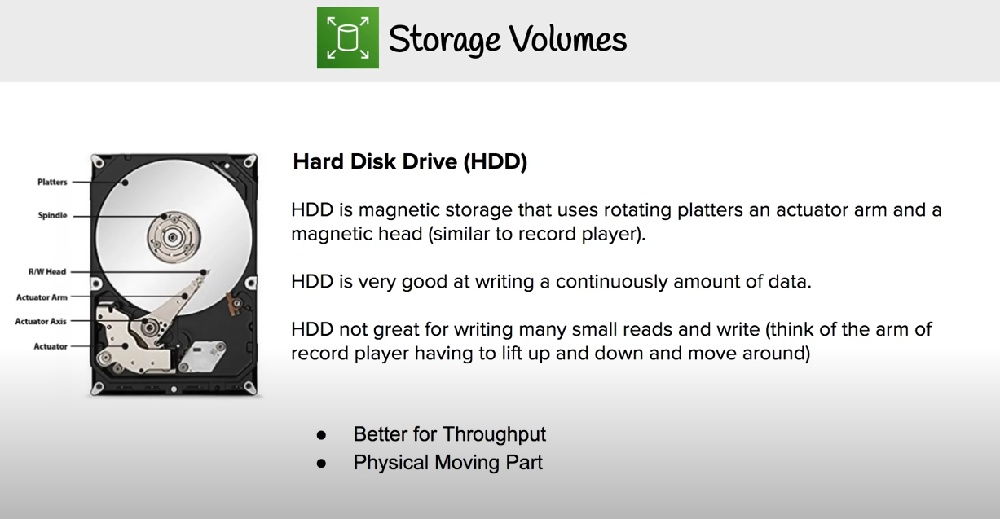 Storage Volumes
Platters
Spindle
R/W Head
Actuator Arm
Actuator Axis
Actuator
Hard Disk Drive (HDD)
HDD is magnetic storage that uses rotating platters an actuator arm and a
magnetic head (similar to record player).
HDD is very good at writing a continuously amount of data.
HDD not great for writing many small reads and write (think of the arm of
record player having to lift up and down and move around)
● Better for Throughput
● Physical Moving Part